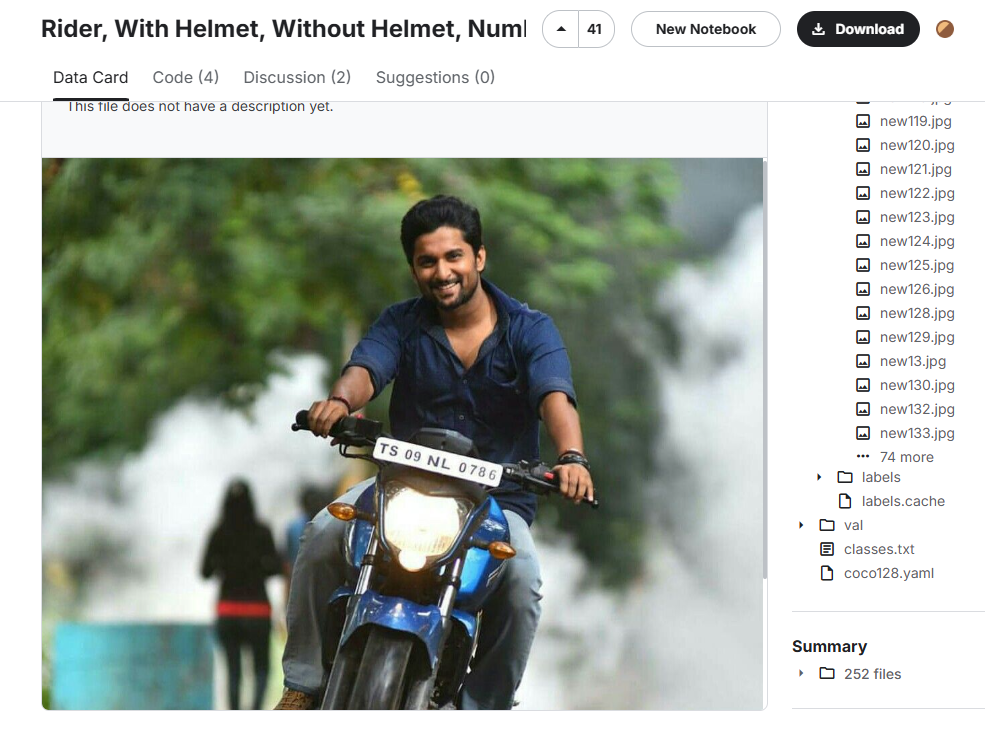 Rider, With Helmet, Without Helmet, Numl
41
New Notebook
Download
Data Card
Code (4)
Discussion (2)
Suggestions (0)
This file does not have a description yet.
TS 09 NL 0786
new119.jpg
new120.jpg
new121.jpg
new122.jpg
new123.jpg
new124.jpg
new125.jpg
new126.jpg
new128.jpg
new129.jpg
new13.jpg
new130.jpg
new132.jpg
new133.jpg
74 more
labels
labels.cache
val
classes.txt
coco128.yaml
Summary
252 files